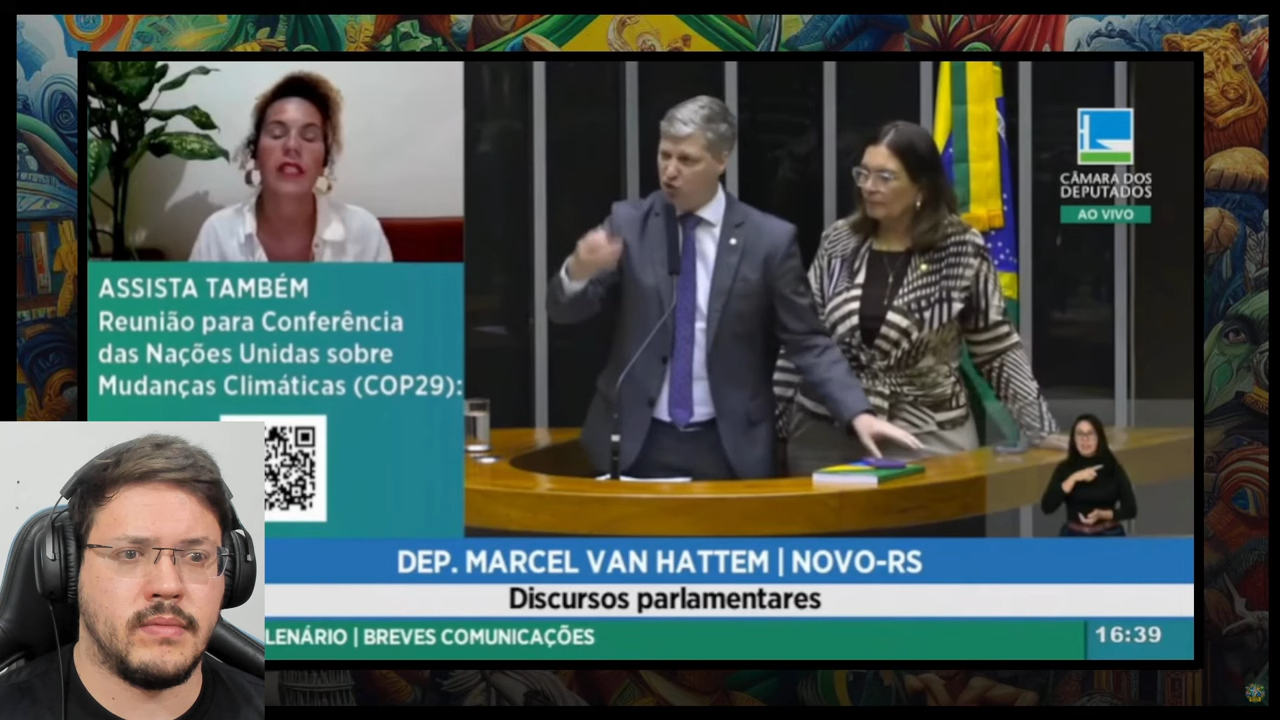 CÂMARA DOS
DEPUTADOS
AO VIVO
ASSISTA TAMBÉM
Reunião para Conferência
das Nações Unidas sobre
Mudanças Climáticas (COP29):
DEP. MARCEL VAN HATTEM | NOVO-RS
Discursos parlamentares
LENÁRIO | BREVES COMUNICAÇÕES
16:39